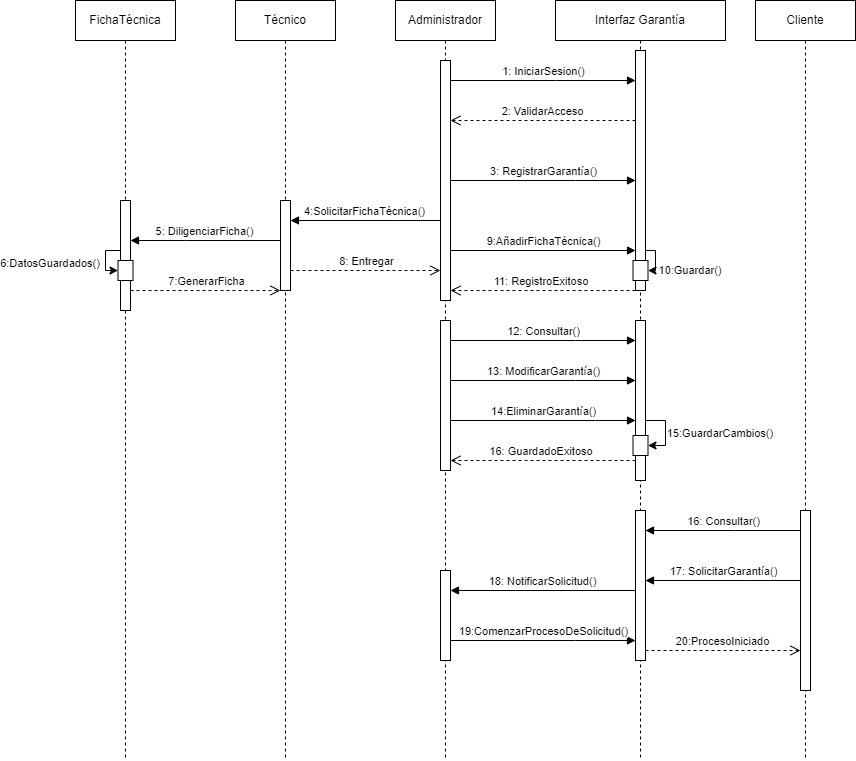 FichaTécnica
Técnico
Administrador
Interfaz Garantía
Cliente
1: IniciarSesion()
2: ValidarAcceso
3: RegistrarGarantía()
4:SolicitarFichaTécnica()
5: DiligenciarFicha()
6:DatosGuardados()
7:GenerarFicha
8: Entregar
9:AñadirFichaTécnica()
10:Guardar()
11: RegistroExitoso
12: Consultar()
13: ModificarGarantía()
14:EliminarGarantía()
15:GuardarCambios()
16: GuardadoExitoso
16: Consultar()
17: SolicitarGarantía()
18: NotificarSolicitud()
19:ComenzarProcesoDeSolicitud()
20:ProcesoIniciado